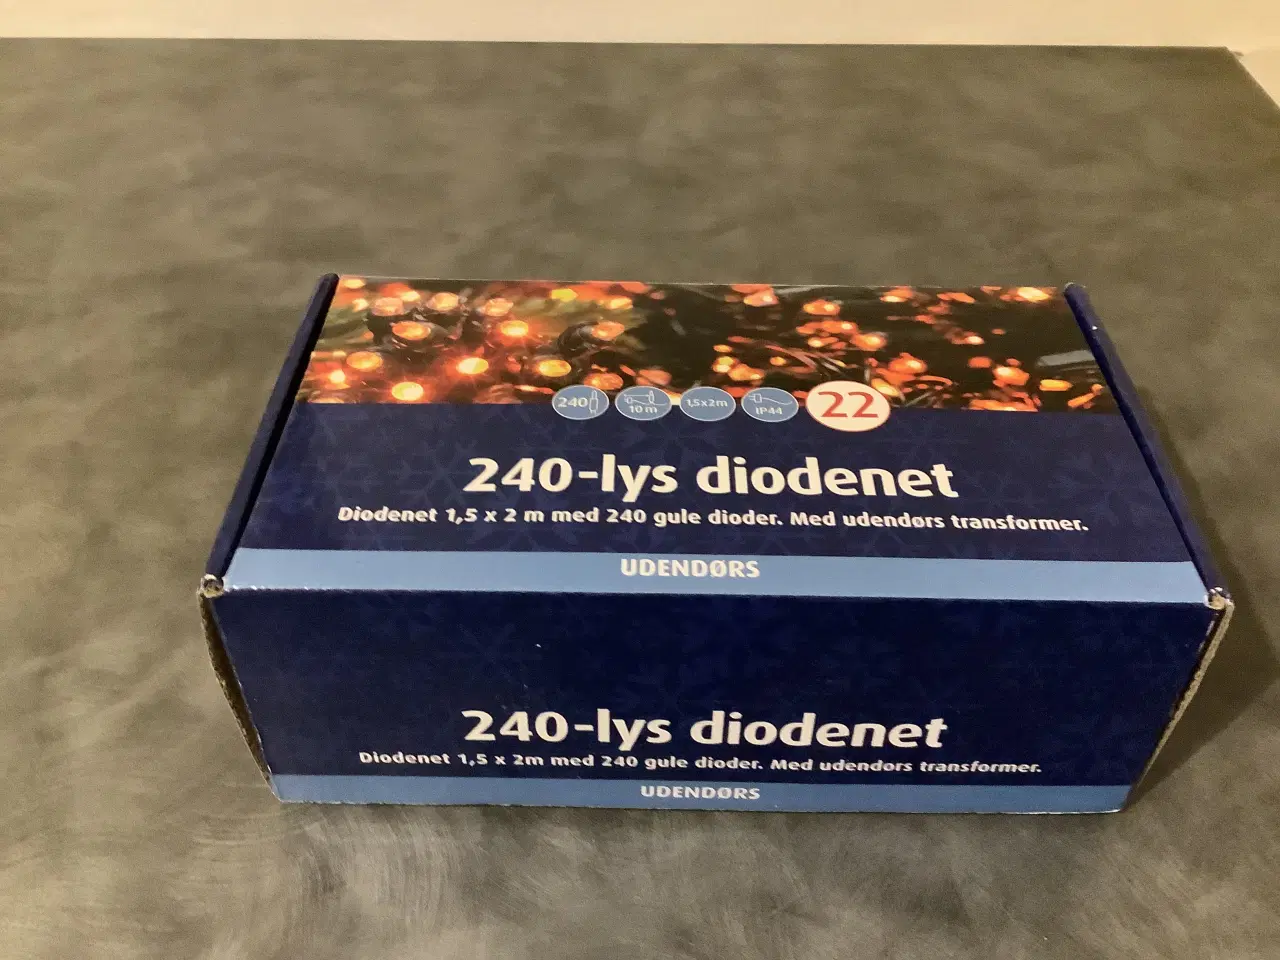 240 10 m 1,5x2m IP44 22
240-lys diodenet
Diodenet 1,5 x 2 m med 240 gule dioder. Med udendørs transformer.
UDENDØRS
240-lys diodenet
Diodenet 1,5 x 2m med 240 gule dioder. Med udendørs transformer.
UDENDØRS